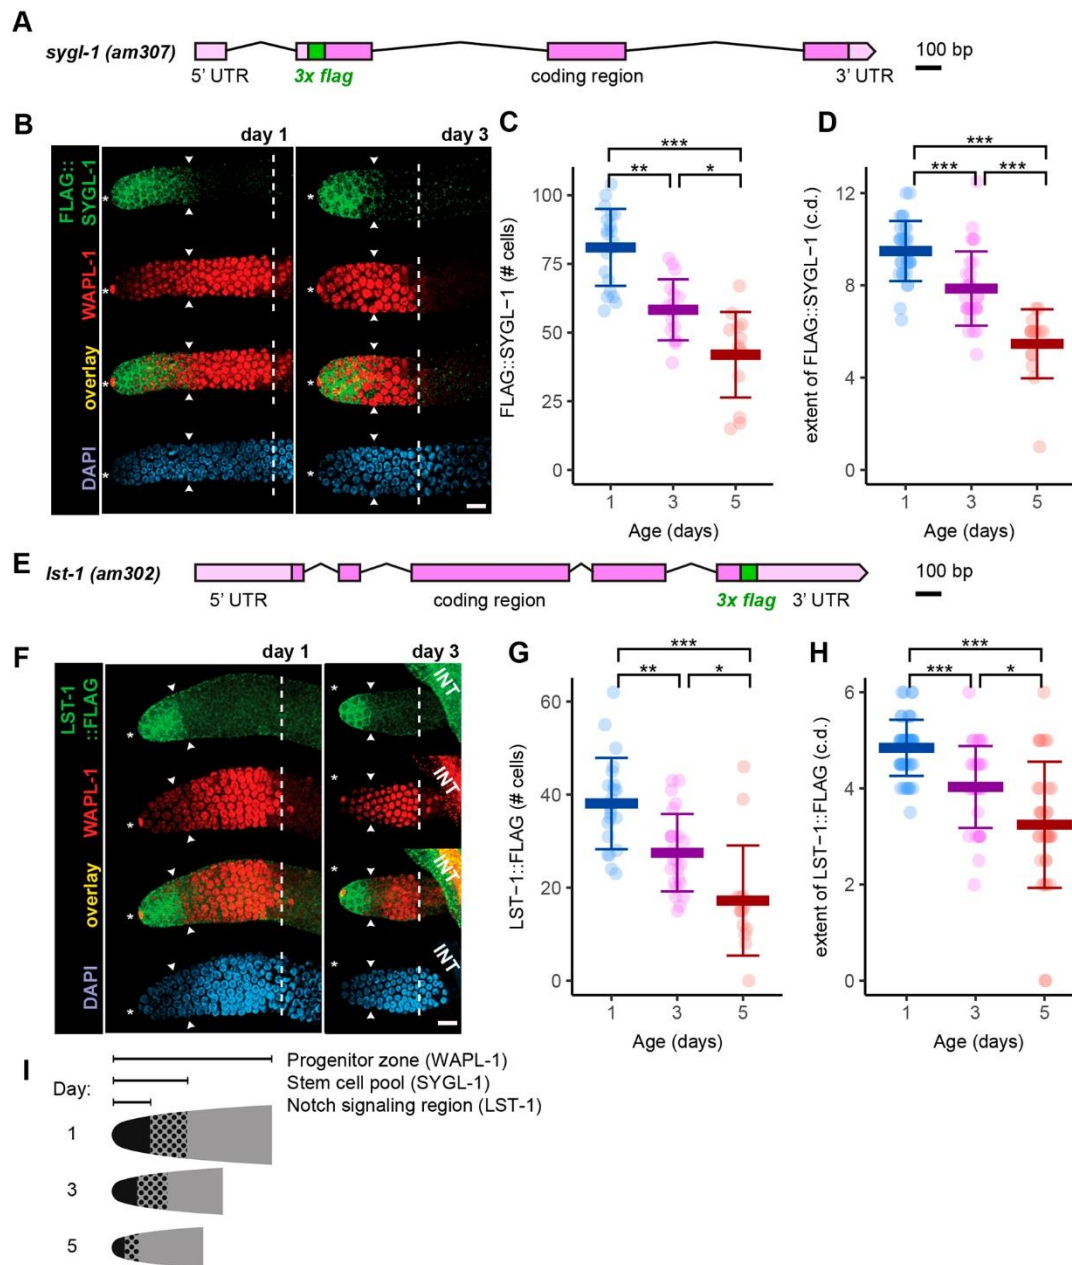 A
sygl-1 (am307)
5' UTR
3x flag
coding region
3' UTR
100 bp
B
day 1
day 3
FLAG::
SYGL-1
WAPL-1
overlay
DAPI
*
*
*
*
*
*
*
*
C
***
**
*
FLAG::SYGL−1 (# cells)
100
75
50
25
0
1
3
5
Age (days)
D
***
***
***
extent of FLAG::SYGL−1 (c.d.)
12
8
4
0
1
3
5
Age (days)
E
lst-1 (am302)
5' UTR
coding region
3x flag
3' UTR
100 bp
F
day 1
day 3
LST-1
::FLAG
WAPL-1
overlay
DAPI
INT
INT
INT
INT
*
*
*
*
*
*
*
*
G
***
**
*
LST−1::FLAG (# cells)
60
40
20
0
1
3
5
Age (days)
H
***
***
*
extent of LST−1::FLAG (c.d.)
6
4
2
0
1
3
5
Age (days)
I
Progenitor zone (WAPL-1)
Stem cell pool (SYGL-1)
Notch signaling region (LST-1)
Day:
1
3
5